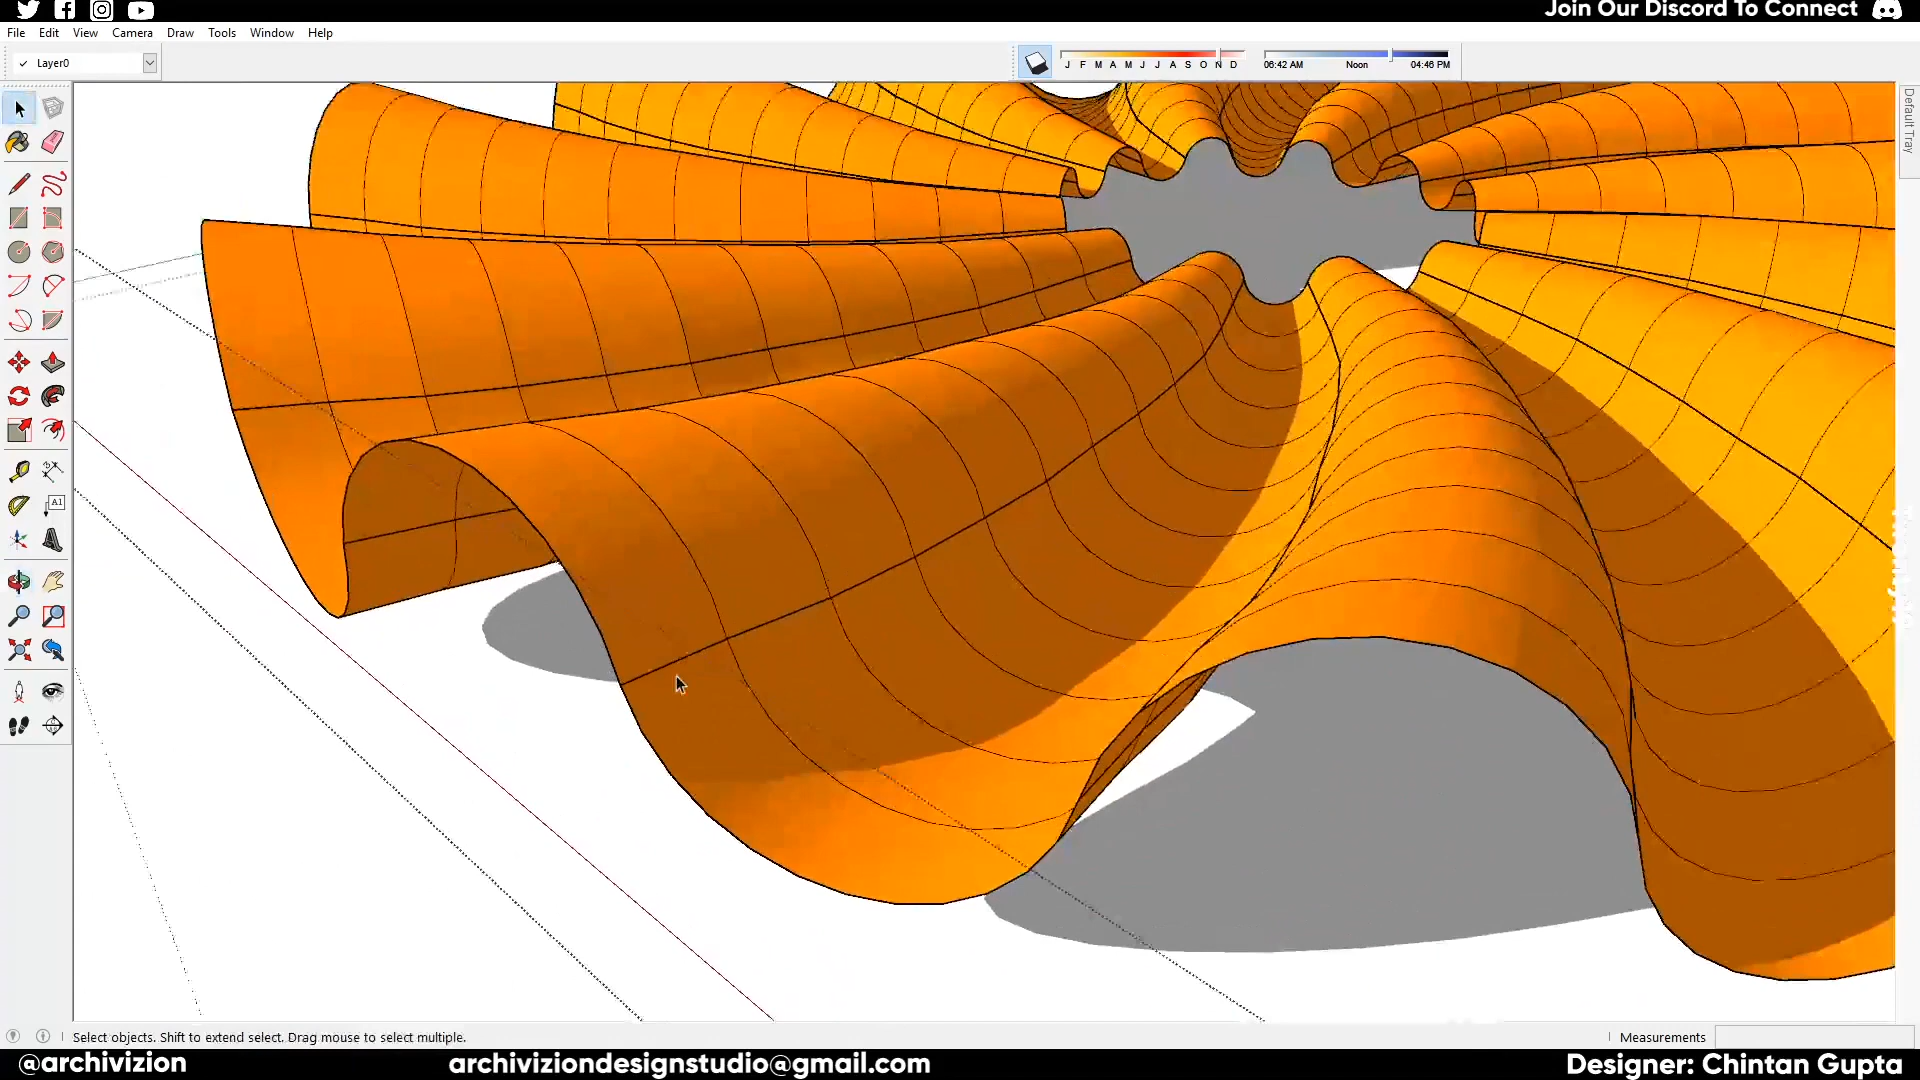 Join Our Discord To Connect
File Edit View Camera Draw Tools Window Help
Layer0
J F M A M J J A S O N D
06:42 AM Noon 04:46 PM
Default Tray
A1
Select objects. Shift to extend select. Drag mouse to select multiple.
Measurements
@archivizion
archiviziondesignstudio@gmail.com
Designer: Chintan Gupta